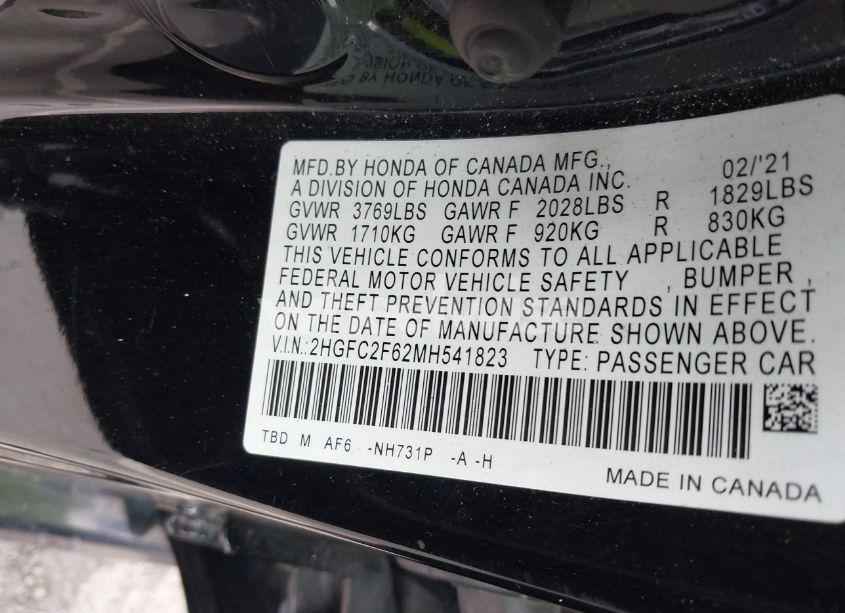 MFD.BY HONDA OF CANADA MFG., 02/'21
A DIVISION OF HONDA CANADA INC.
GVWR 3769LBS GAWR F 2028LBS R 1829LBS
GVWR 1710KG GAWR F 920KG R 830KG
THIS VEHICLE CONFORMS TO ALL APPLICABLE
FEDERAL MOTOR VEHICLE SAFETY , BUMPER ,
AND THEFT PREVENTION STANDARDS IN EFFECT
ON THE DATE OF MANUFACTURE SHOWN ABOVE.
V.I.N.:2HGFC2F62MH541823 TYPE: PASSENGER CAR
TBD M AF6 -NH731P -A -H
MADE IN CANADA